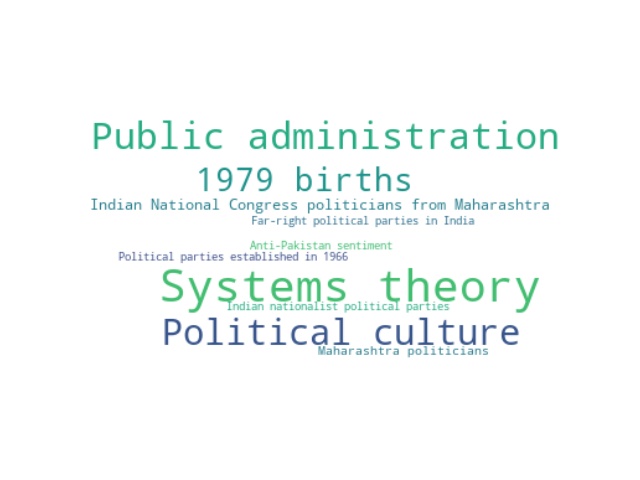 Public administration
1979 births
Indian National Congress politicians from Maharashtra
Far-right political parties in India
Anti-Pakistan sentiment
Political parties established in 1966
Systems theory
Indian nationalist political parties
Political culture
Maharashtra politicians